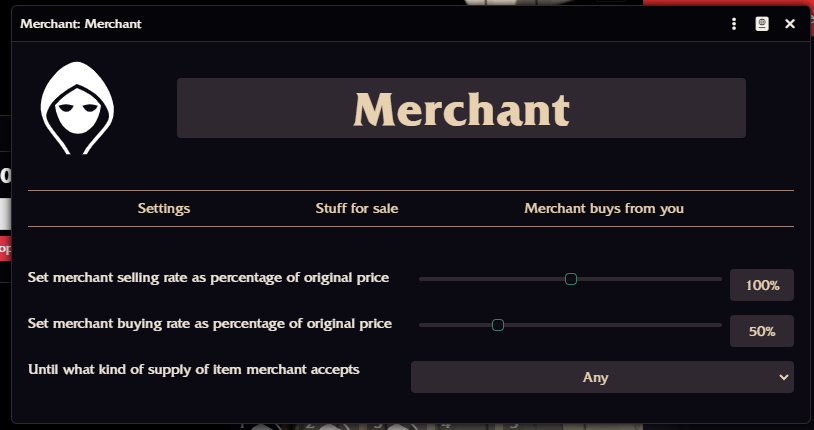 Merchant: Merchant
Merchant
Settings Stuff for sale Merchant buys from you
Set merchant selling rate as percentage of original price 100%
Set merchant buying rate as percentage of original price 50%
Until what kind of supply of item merchant accepts Any